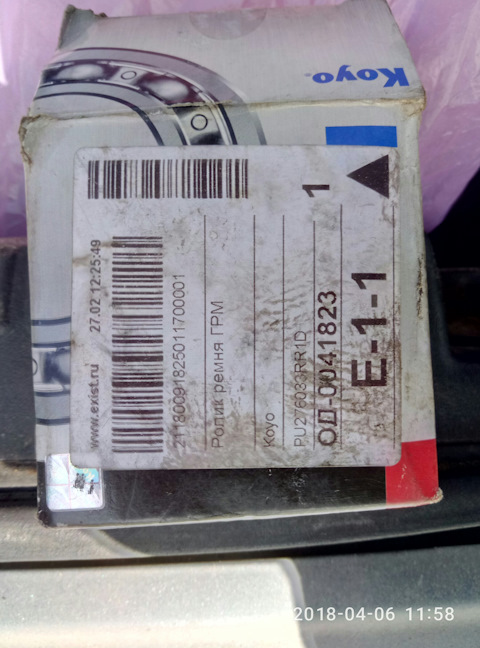 Koyo
www.exist.ru 27.02 12:25:49
Ролик ремня ГРМ
Koyo
PU276033RR1D
ОД-0041823
1
E-1-1
2018-04-06 11:58